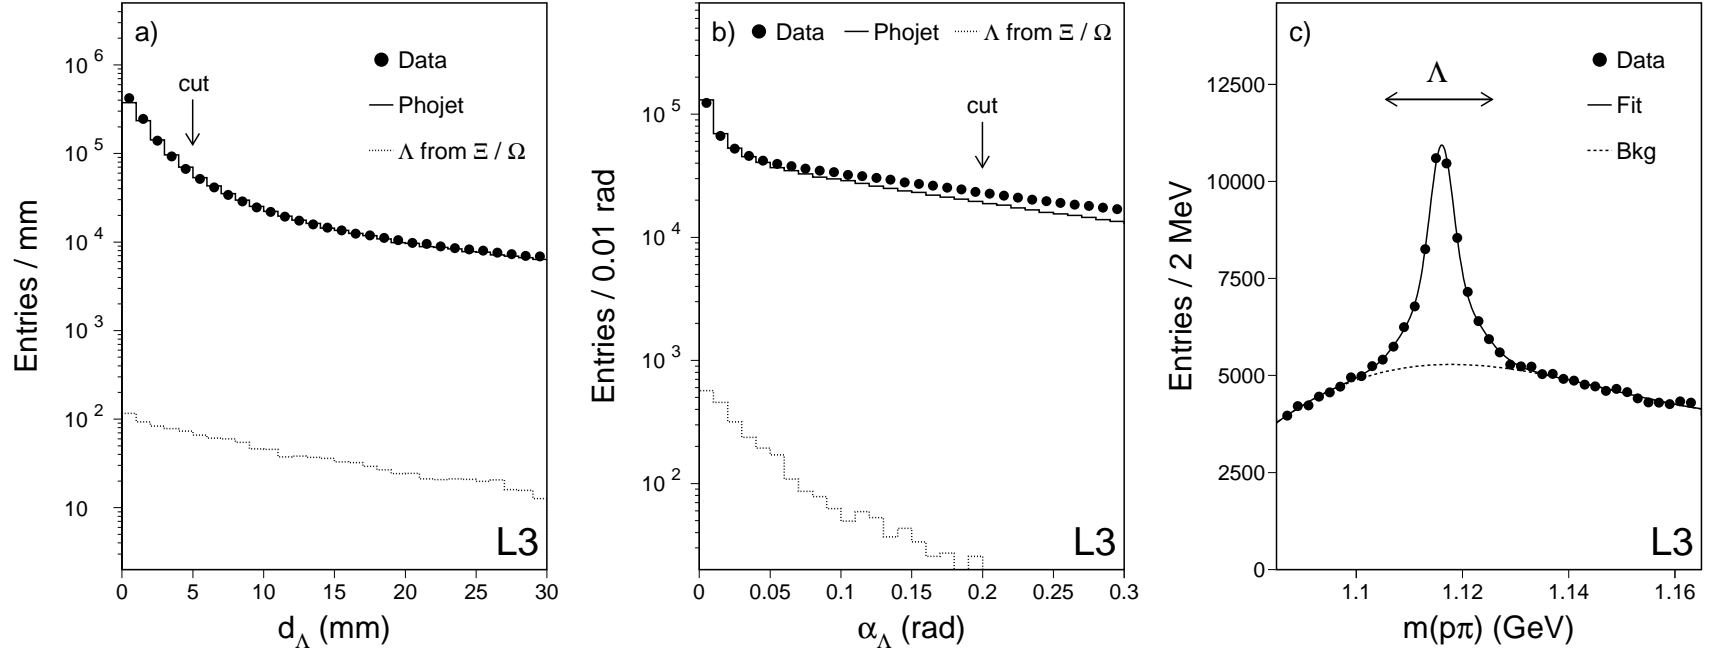 a)
Data
Phojet
Λ from Ξ / Ω
cut
10^6
10^5
10^4
10^3
10^2
10
Entries / mm
L3
0 5 10 15 20 25 30
d_Λ (mm)
b) Data Phojet Λ from Ξ / Ω
cut
10^5
10^4
10^3
10^2
Entries / 0.01 rad
L3
0 0.05 0.1 0.15 0.2 0.25 0.3
α_Λ (rad)
c)
Data
Fit
Bkg
Λ
12500
10000
7500
5000
2500
0
Entries / 2 MeV
L3
1.1 1.12 1.14 1.16
m(pπ) (GeV)